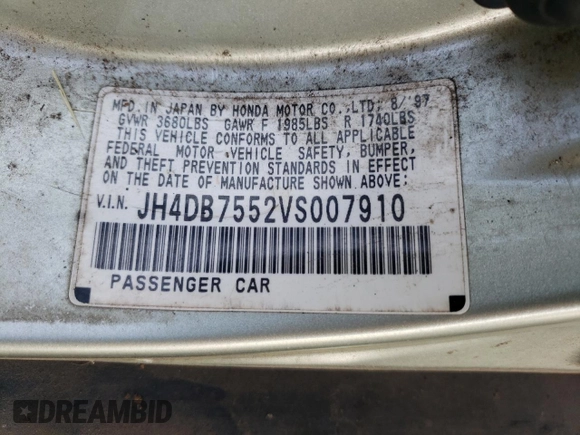 MFD. IN JAPAN BY HONDA MOTOR CO., LTD; 8/ 97
GVWR 3680LBS GAWR F 1985LBS R 1740LBS
THIS VEHICLE CONFORMS TO ALL APPLICABLE
FEDERAL MOTOR VEHICLE SAFETY, BUMPER,
AND THEFT PREVENTION STANDARDS IN EFFECT
ON THE DATE OF MANUFACTURE SHOWN ABOVE;
V.I.N. JH4DB7552VS007910
PASSENGER CAR
DREAMBID